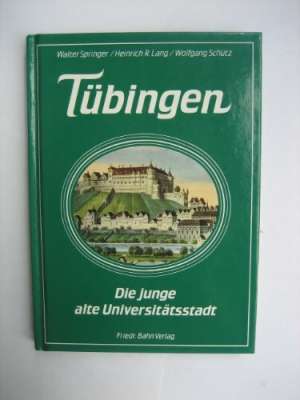 Walter Springer / Heinrich R. Lang / Wolfgang Schütz
Tübingen
Die junge
alte Universitätsstadt
Friedr. Bahn Verlag